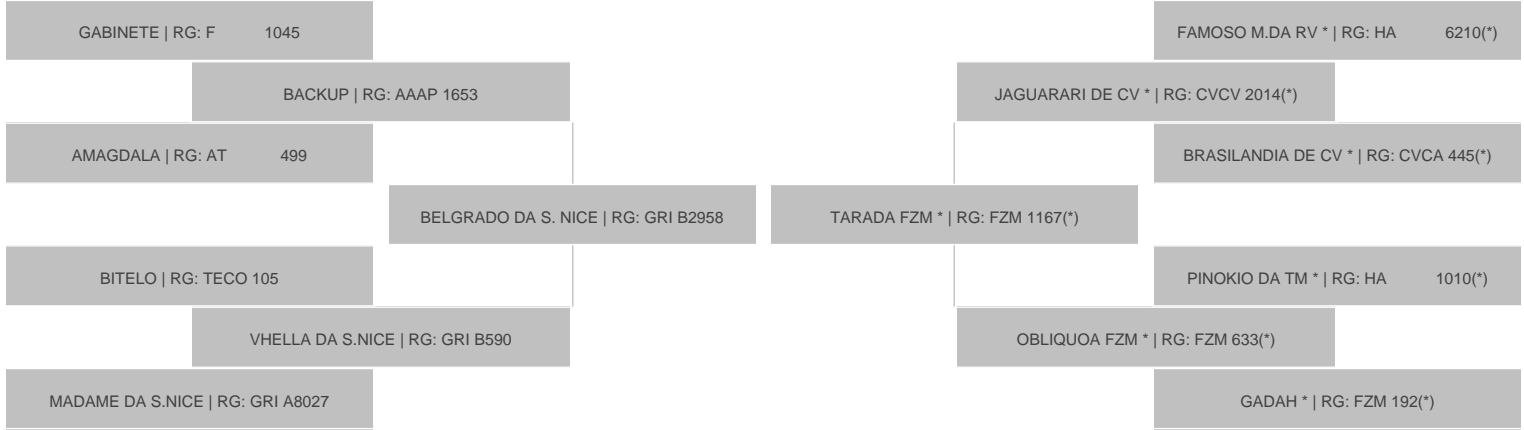 GABINETE | RG: F 1045
FAMOSO M.DA RV * | RG: HA 6210(*)
BACKUP | RG: AAAP 1653
JAGUARARI DE CV * | RG: CVCV 2014(*)
AMAGDALA | RG: AT 499
BRASILANDIA DE CV * | RG: CVCA 445(*)
BELGRADO DA S. NICE | RG: GRI B2958
TARADA FZM * | RG: FZM 1167(*)
BITELO | RG: TECO 105
PINOKIO DA TM * | RG: HA 1010(*)
VHELLA DA S.NICE | RG: GRI B590
OBLIQUOA FZM * | RG: FZM 633(*)
MADAME DA S.NICE | RG: GRI A8027
GADAH * | RG: FZM 192(*)